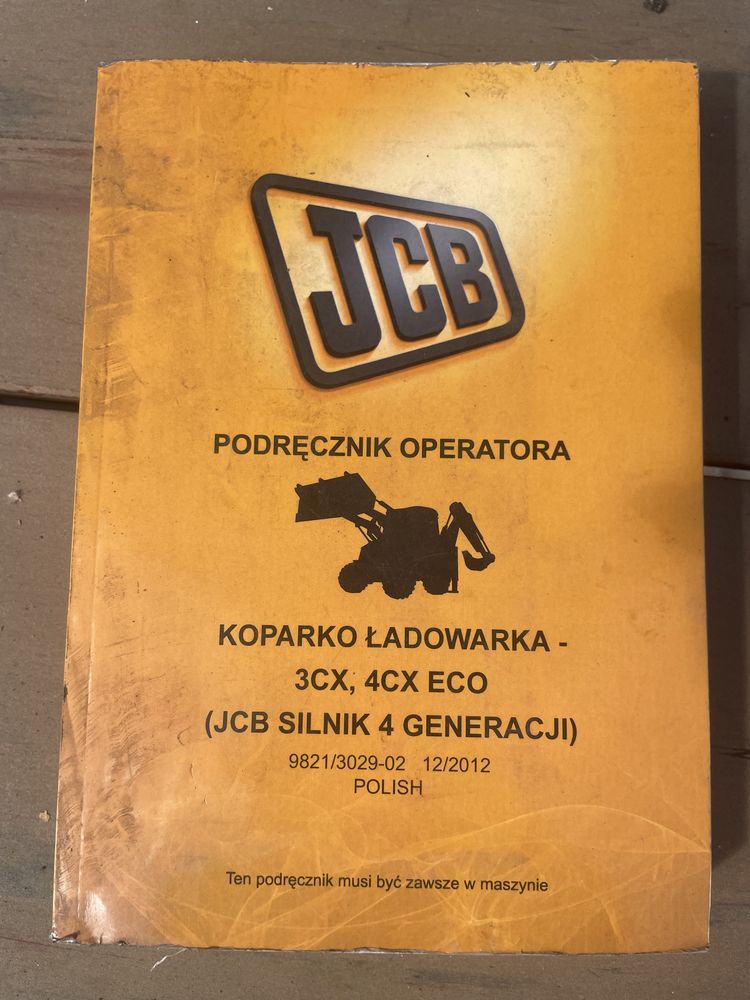 JCB
PODRĘCZNIK OPERATORA
KOPARKO ŁADOWARKA -
3CX, 4CX ECO
(JCB SILNIK 4 GENERACJI)
9821/3029-02 12/2012
POLISH
Ten podręcznik musi być zawsze w maszynie